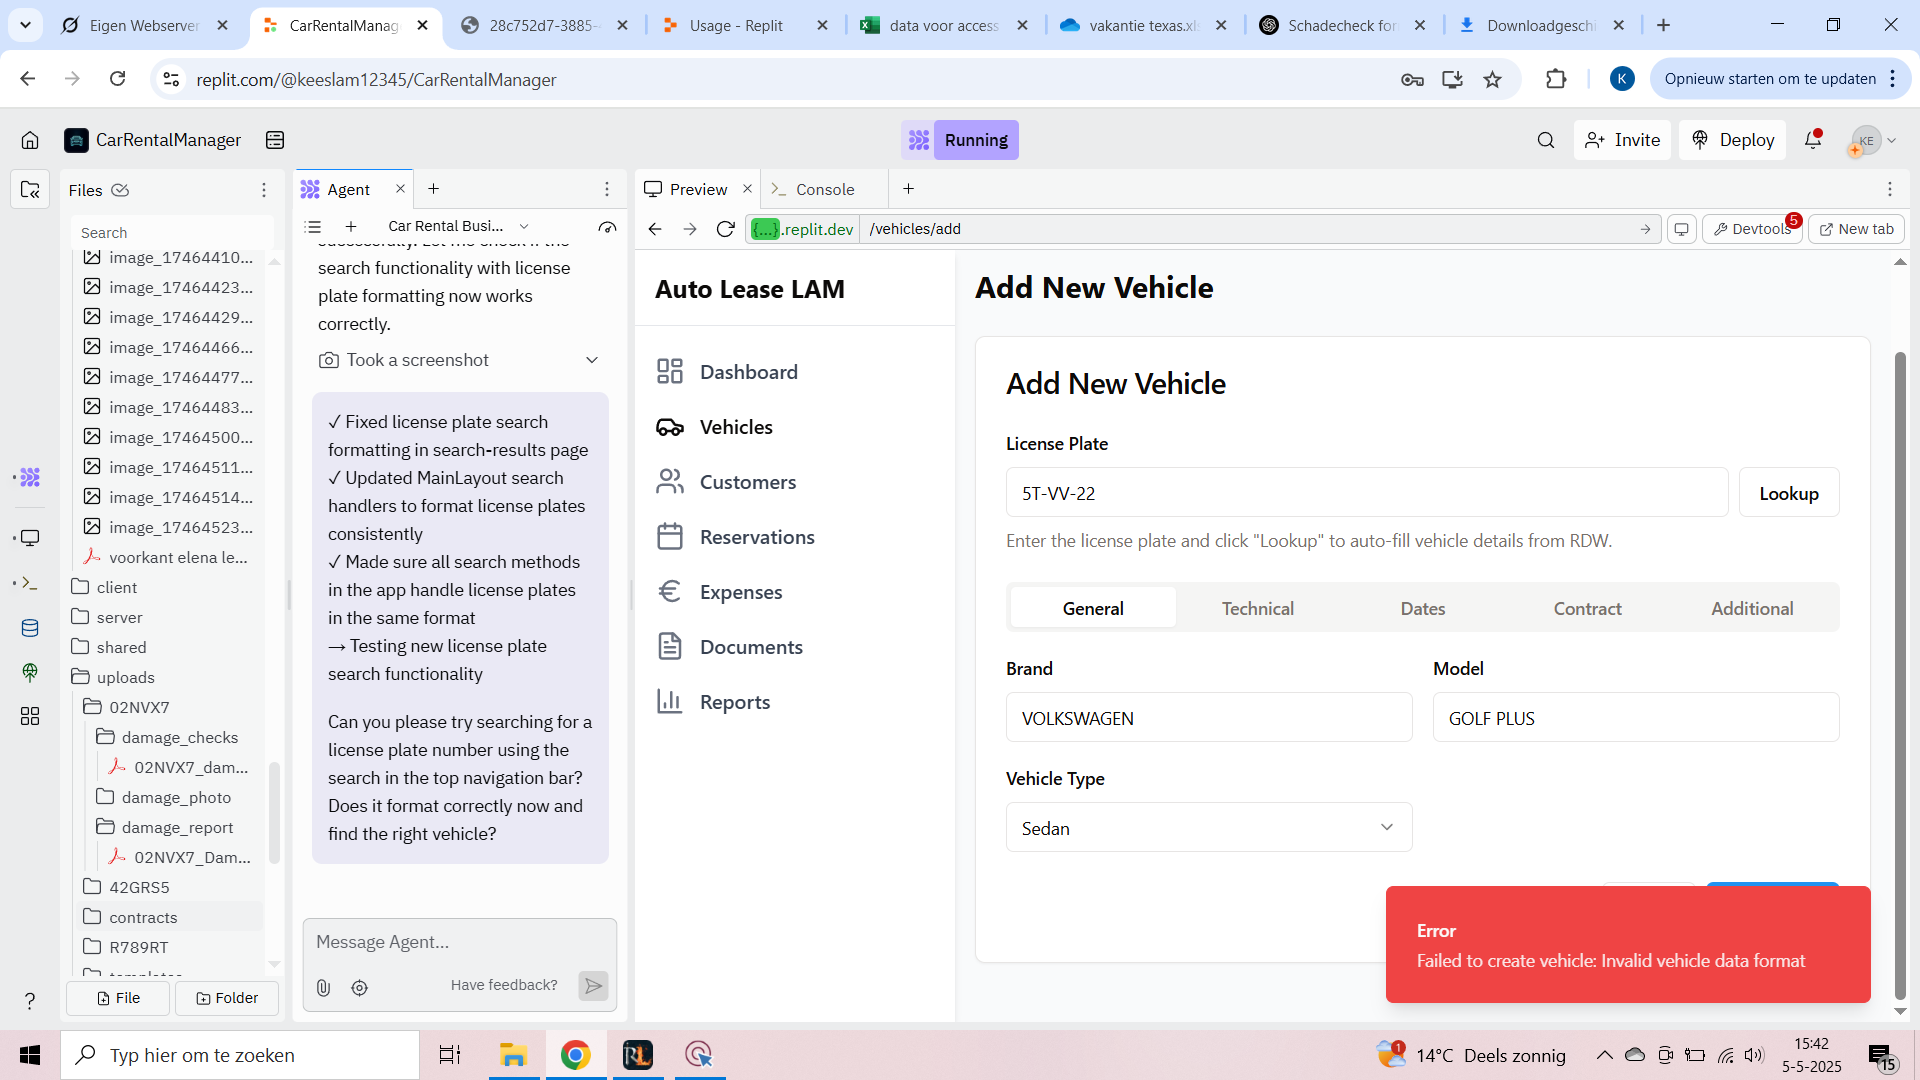 Eigen Webserver
CarRentalManag
28c752d7-3885-
Usage - Replit
data voor access
vakantie texas.xls
Schadecheck for
Downloadgeschi
replit.com/@keeslam12345/CarRentalManager
K
Opnieuw starten om te updaten
CarRentalManager
Running
Invite
Deploy
KE
Files
Search
image_17464410...
image_17464423...
image_17464429...
image_17464466...
image_17464477...
image_17464483...
image_17464500...
image_17464511...
image_17464514...
image_17464523...
voorkant elena le...
client
server
shared
uploads
02NVX7
damage_checks
02NVX7_dam...
damage_photo
damage_report
02NVX7_Dam...
42GRS5
contracts
R789RT
templates
File
Folder
Agent
Car Rental Busi...
successfully. Let me check if the
search functionality with license
plate formatting now works
correctly.
Took a screenshot
✓ Fixed license plate search
formatting in search-results page
✓ Updated MainLayout search
handlers to format license plates
consistently
✓ Made sure all search methods
in the app handle license plates
in the same format
→ Testing new license plate
search functionality
Can you please try searching for a
license plate number using the
search in the top navigation bar?
Does it format correctly now and
find the right vehicle?
Message Agent...
Have feedback?
Preview
Console
{...}.replit.dev
/vehicles/add
Devtools
5
New tab
Auto Lease LAM
Dashboard
Vehicles
Customers
Reservations
Expenses
Documents
Reports
Add New Vehicle
Add New Vehicle
License Plate
5T-VV-22
Lookup
Enter the license plate and click "Lookup" to auto-fill vehicle details from RDW.
General
Technical
Dates
Contract
Additional
Brand
Model
VOLKSWAGEN
GOLF PLUS
Vehicle Type
Sedan
Error
Failed to create vehicle: Invalid vehicle data format
?
Typ hier om te zoeken
1
14°C Deels zonnig
15:42
5-5-2025
15